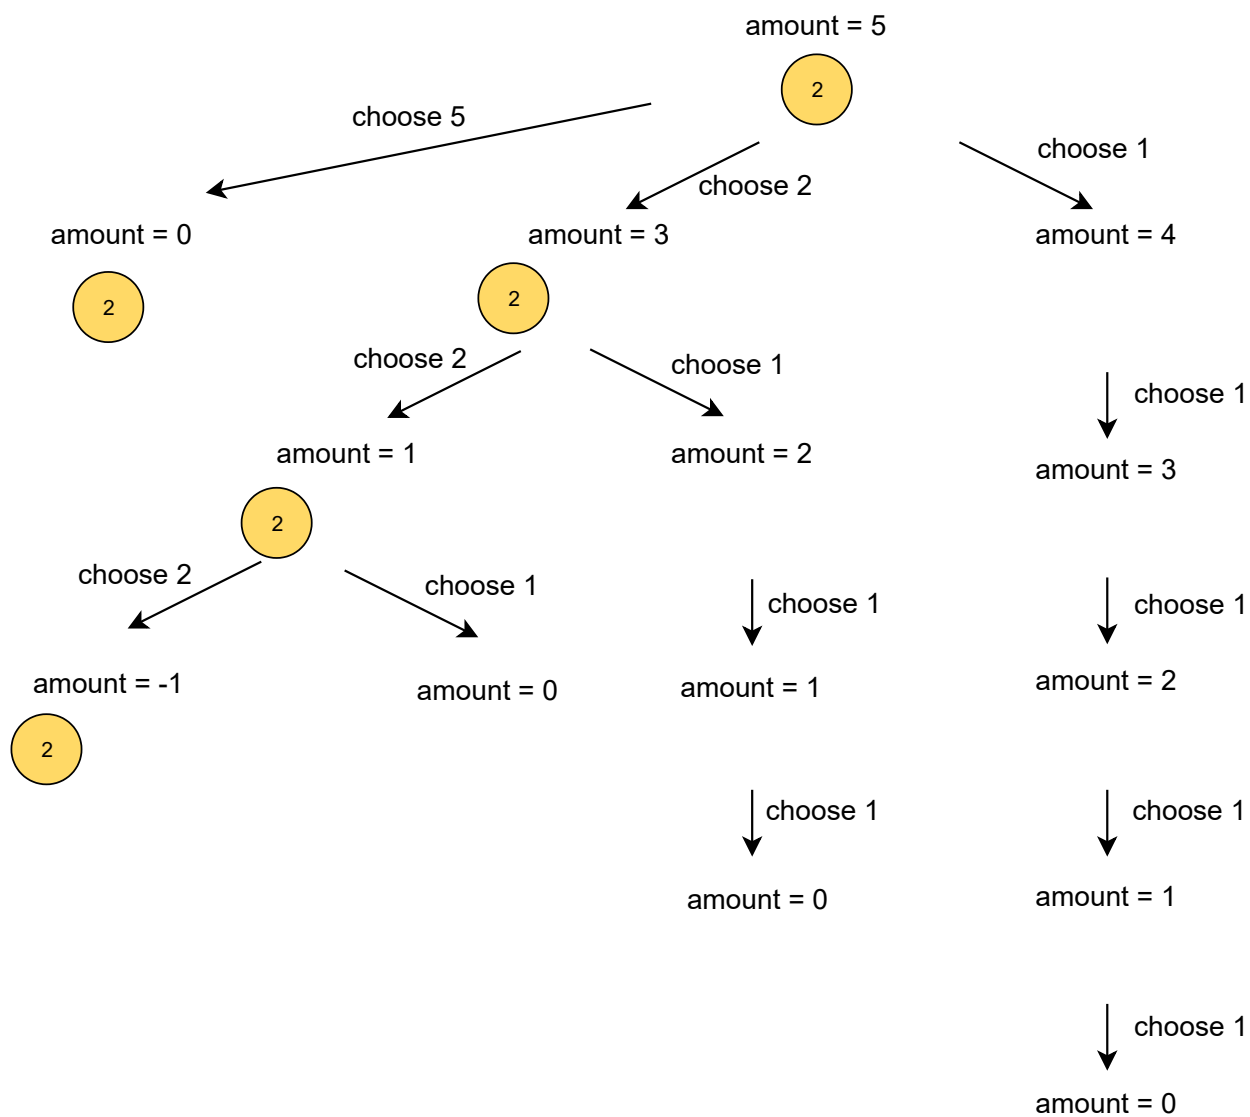 amount = 5
2
choose 5
choose 1
choose 2
amount = 0
amount = 3
amount = 4
2
2
choose 2
choose 1
choose 1
amount = 1
amount = 2
amount = 3
2
choose 2
choose 1
choose 1
choose 1
amount = -1
amount = 0
amount = 1
amount = 2
2
choose 1
choose 1
amount = 0
amount = 1
choose 1
amount = 0